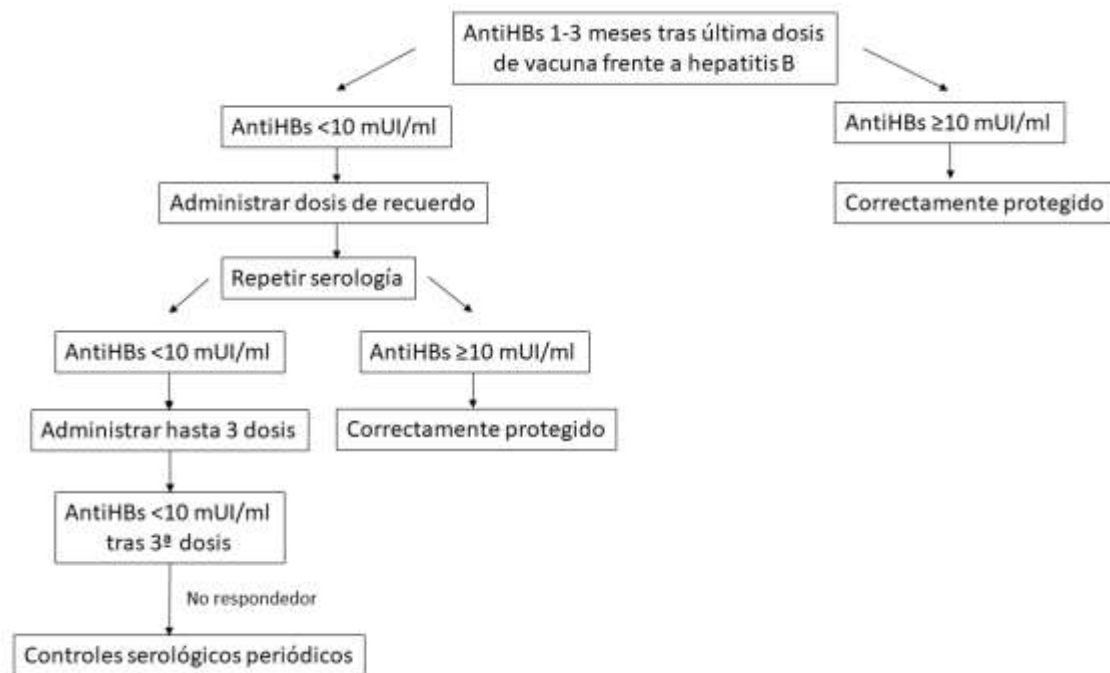 AntiHBs 1-3 meses tras última dosis
de vacuna frente a hepatitis B
AntiHBs <10 mUI/ml
AntiHBs ≥10 mUI/ml
Administrar dosis de recuerdo
Correctamente protegido
Repetir serología
AntiHBs <10 mUI/ml
AntiHBs ≥10 mUI/ml
Administrar hasta 3 dosis
Correctamente protegido
AntiHBs <10 mUI/ml
tras 3ª dosis
No respondedor
Controles serológicos periódicos